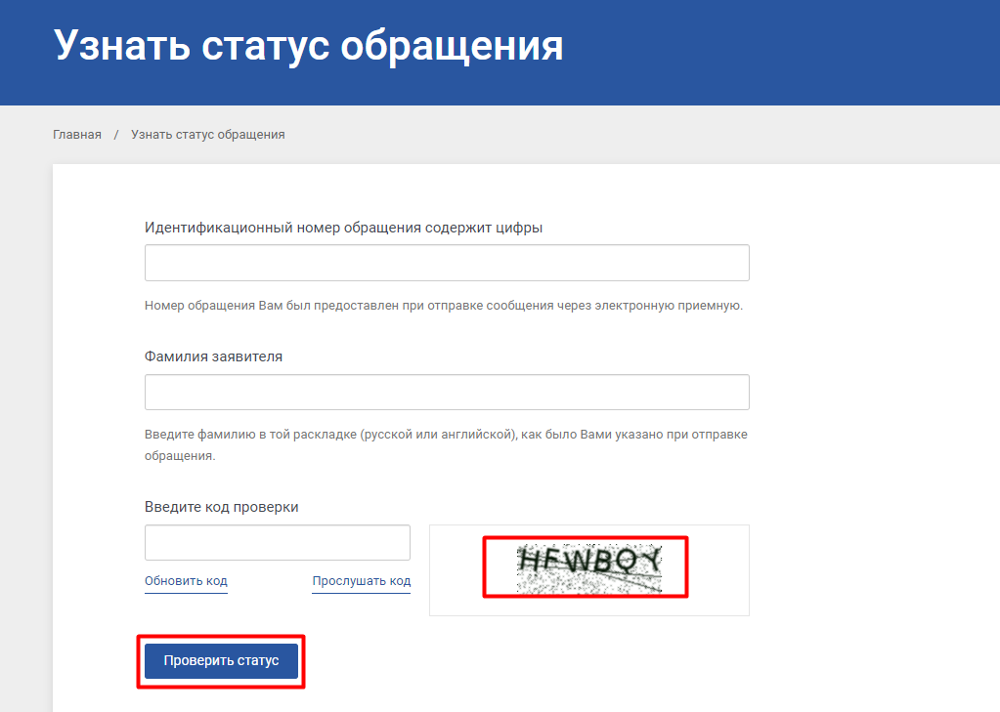 Узнать статус обращения
Главная / Узнать статус обращения
Идентификационный номер обращения содержит цифры
Номер обращения Вам был предоставлен при отправке сообщения через электронную приемную.
Фамилия заявителя
Введите фамилию в той раскладке (русской или английской), как было Вами указано при отправке
обращения.
Введите код проверки
HFWBQY
Обновить код Прослушать код
Проверить статус